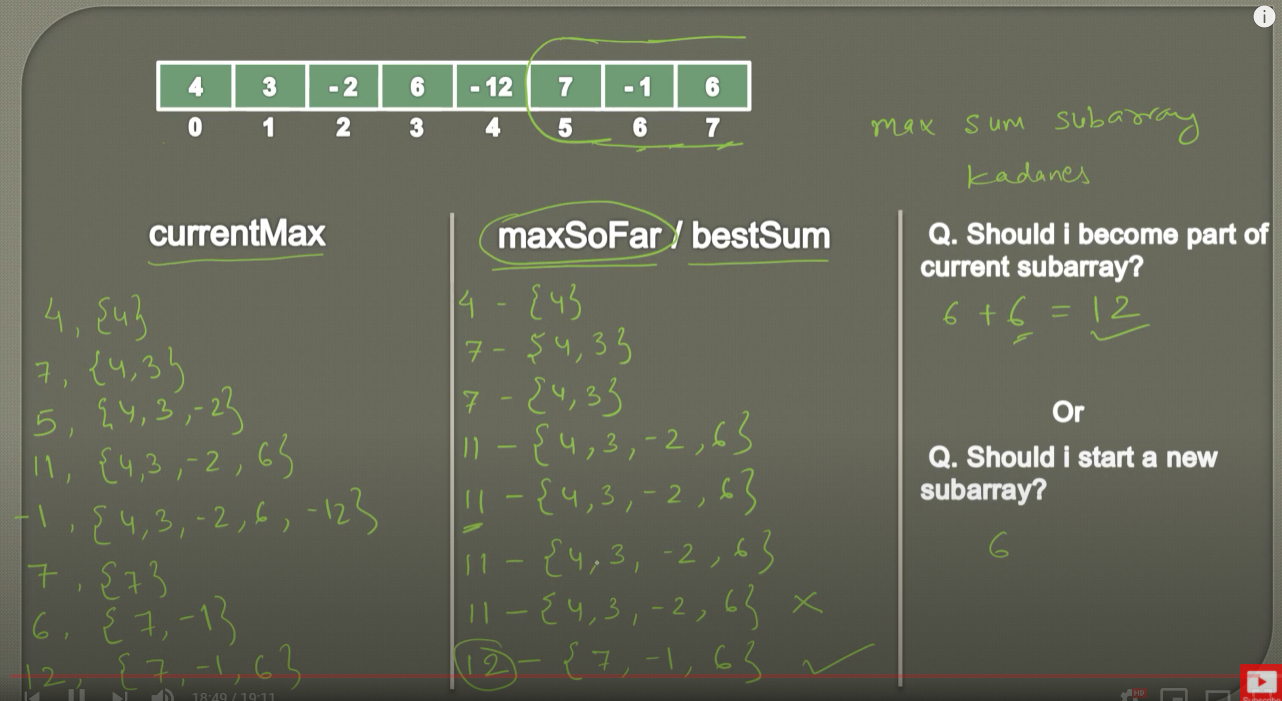 4 3 -2 6 -12 7 -1 6
0 1 2 3 4 5 6 7
max sum subarray
kadanes
currentMax
4, {4}
7, {4,3}
5, {4,3,-2}
11, {4,3,-2,6}
-1, {4,3,-2,6,-12}
7, {7}
6, {7,-1}
12, {7,-1,6}
maxSoFar / bestSum
4 - {4}
7 - {4,3}
7 - {4,3}
11 - {4,3,-2,6}
11 - {4,3,-2,6}
11 - {4,3,-2,6}
11 - {4,3,-2,6} ×
12 - {7,-1,6} ✓
Q. Should i become part of
current subarray?
6 + 6 = 12
Or
Q. Should i start a new
subarray?
6
18:49 / 19:11
HD
Subscribe